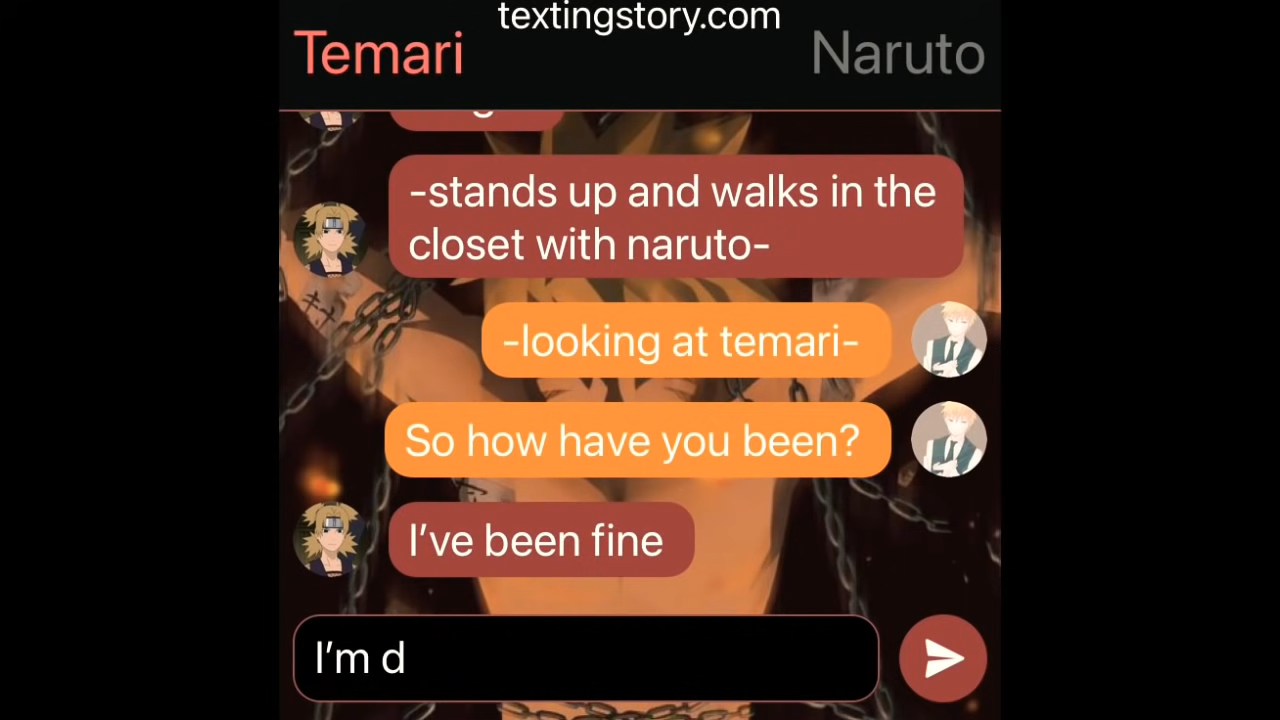 textingstory.com
Temari
Naruto
-stands up and walks in the
closet with naruto-
-looking at temari-
So how have you been?
I’ve been fine
I’m d